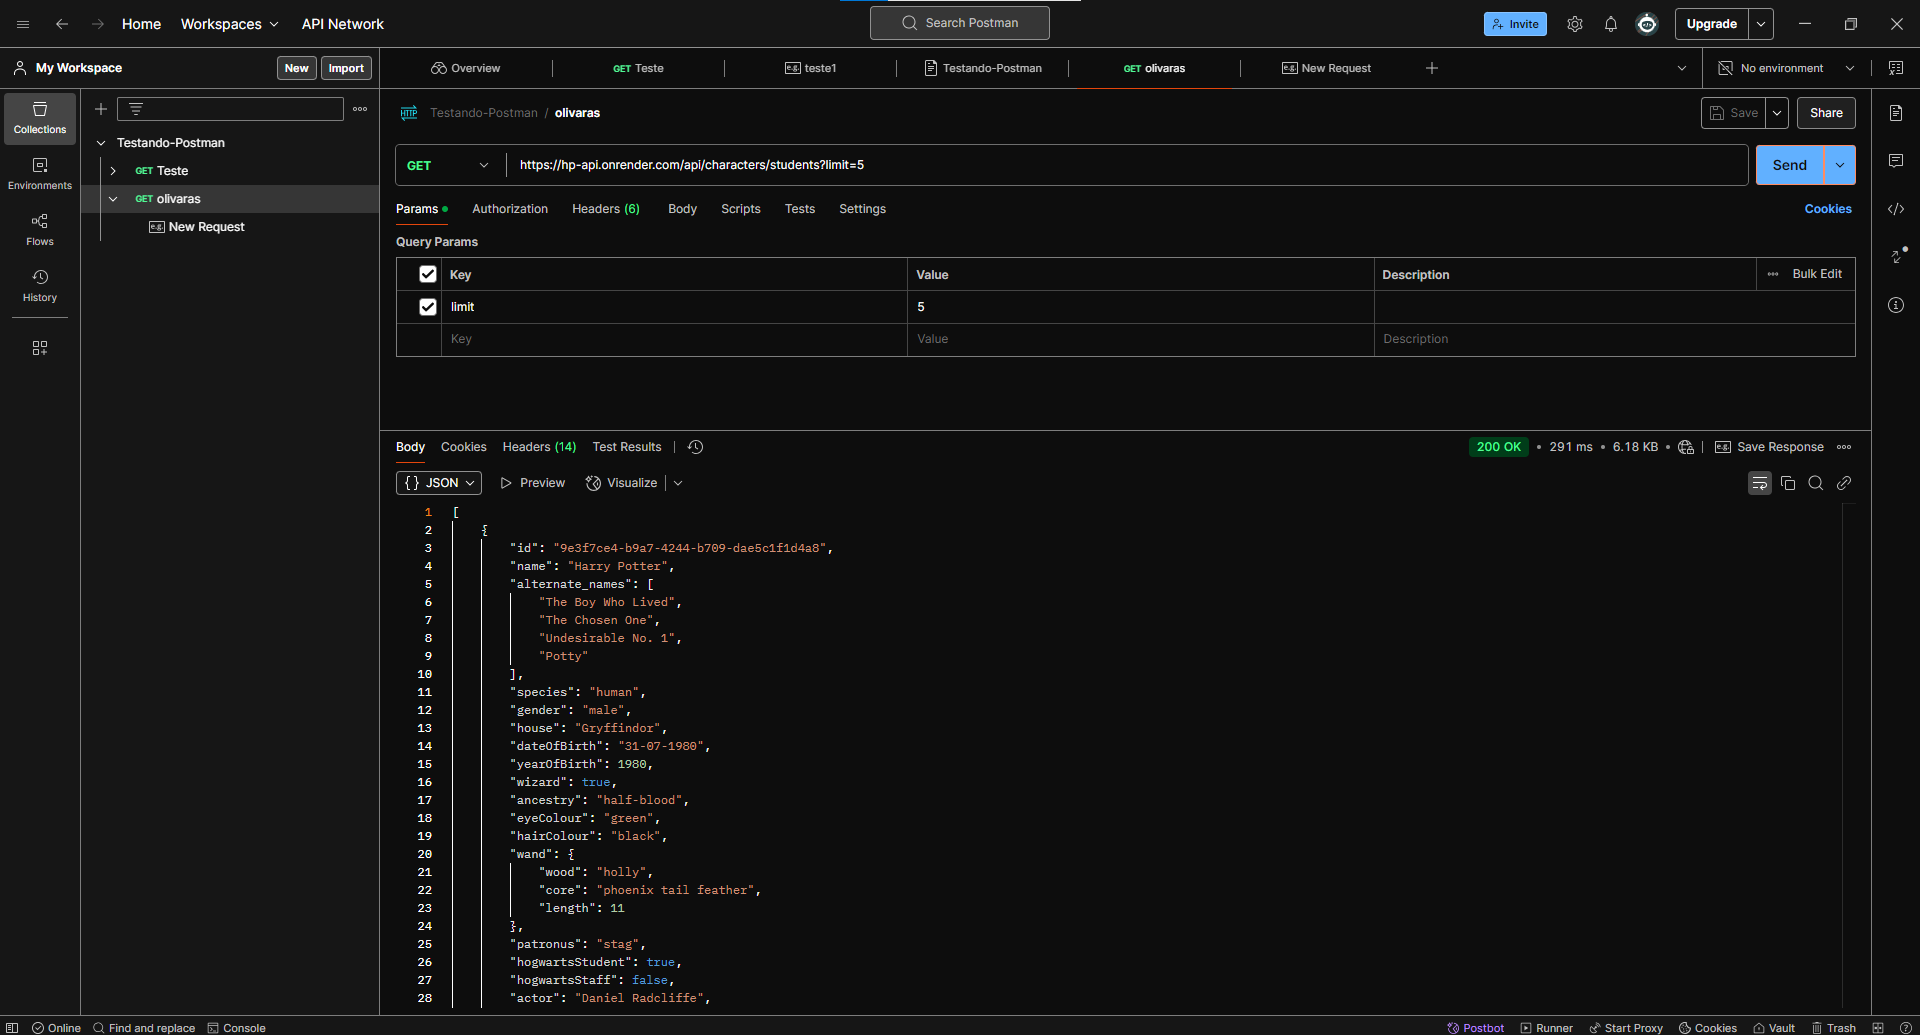 Home Workspaces API Network Search Postman Invite Upgrade
My Workspace New Import Overview GET Teste e.g. teste1 Testando-Postman GET olivaras e.g. New Request No environment
Collections
Environments
Flows
History
Testando-Postman
GET Teste
GET olivaras
e.g. New Request
HTTP Testando-Postman / olivaras Save Share
GET https://hp-api.onrender.com/api/characters/students?limit=5 Send
Params Authorization Headers (6) Body Scripts Tests Settings Cookies
Query Params
Key Value Description Bulk Edit
limit 5
Key Value Description
Body Cookies Headers (14) Test Results 200 OK • 291 ms • 6.18 KB • e.g. Save Response
{} JSON Preview Visualize
1 [
2 {
3 "id": "9e3f7ce4-b9a7-4244-b709-dae5c1f1d4a8",
4 "name": "Harry Potter",
5 "alternate_names": [
6 "The Boy Who Lived",
7 "The Chosen One",
8 "Undesirable No. 1",
9 "Potty"
10 ],
11 "species": "human",
12 "gender": "male",
13 "house": "Gryffindor",
14 "dateOfBirth": "31-07-1980",
15 "yearOfBirth": 1980,
16 "wizard": true,
17 "ancestry": "half-blood",
18 "eyeColour": "green",
19 "hairColour": "black",
20 "wand": {
21 "wood": "holly",
22 "core": "phoenix tail feather",
23 "length": 11
24 },
25 "patronus": "stag",
26 "hogwartsStudent": true,
27 "hogwartsStaff": false,
28 "actor": "Daniel Radcliffe",
Online Find and replace Console Postbot Runner Start Proxy Cookies Vault Trash